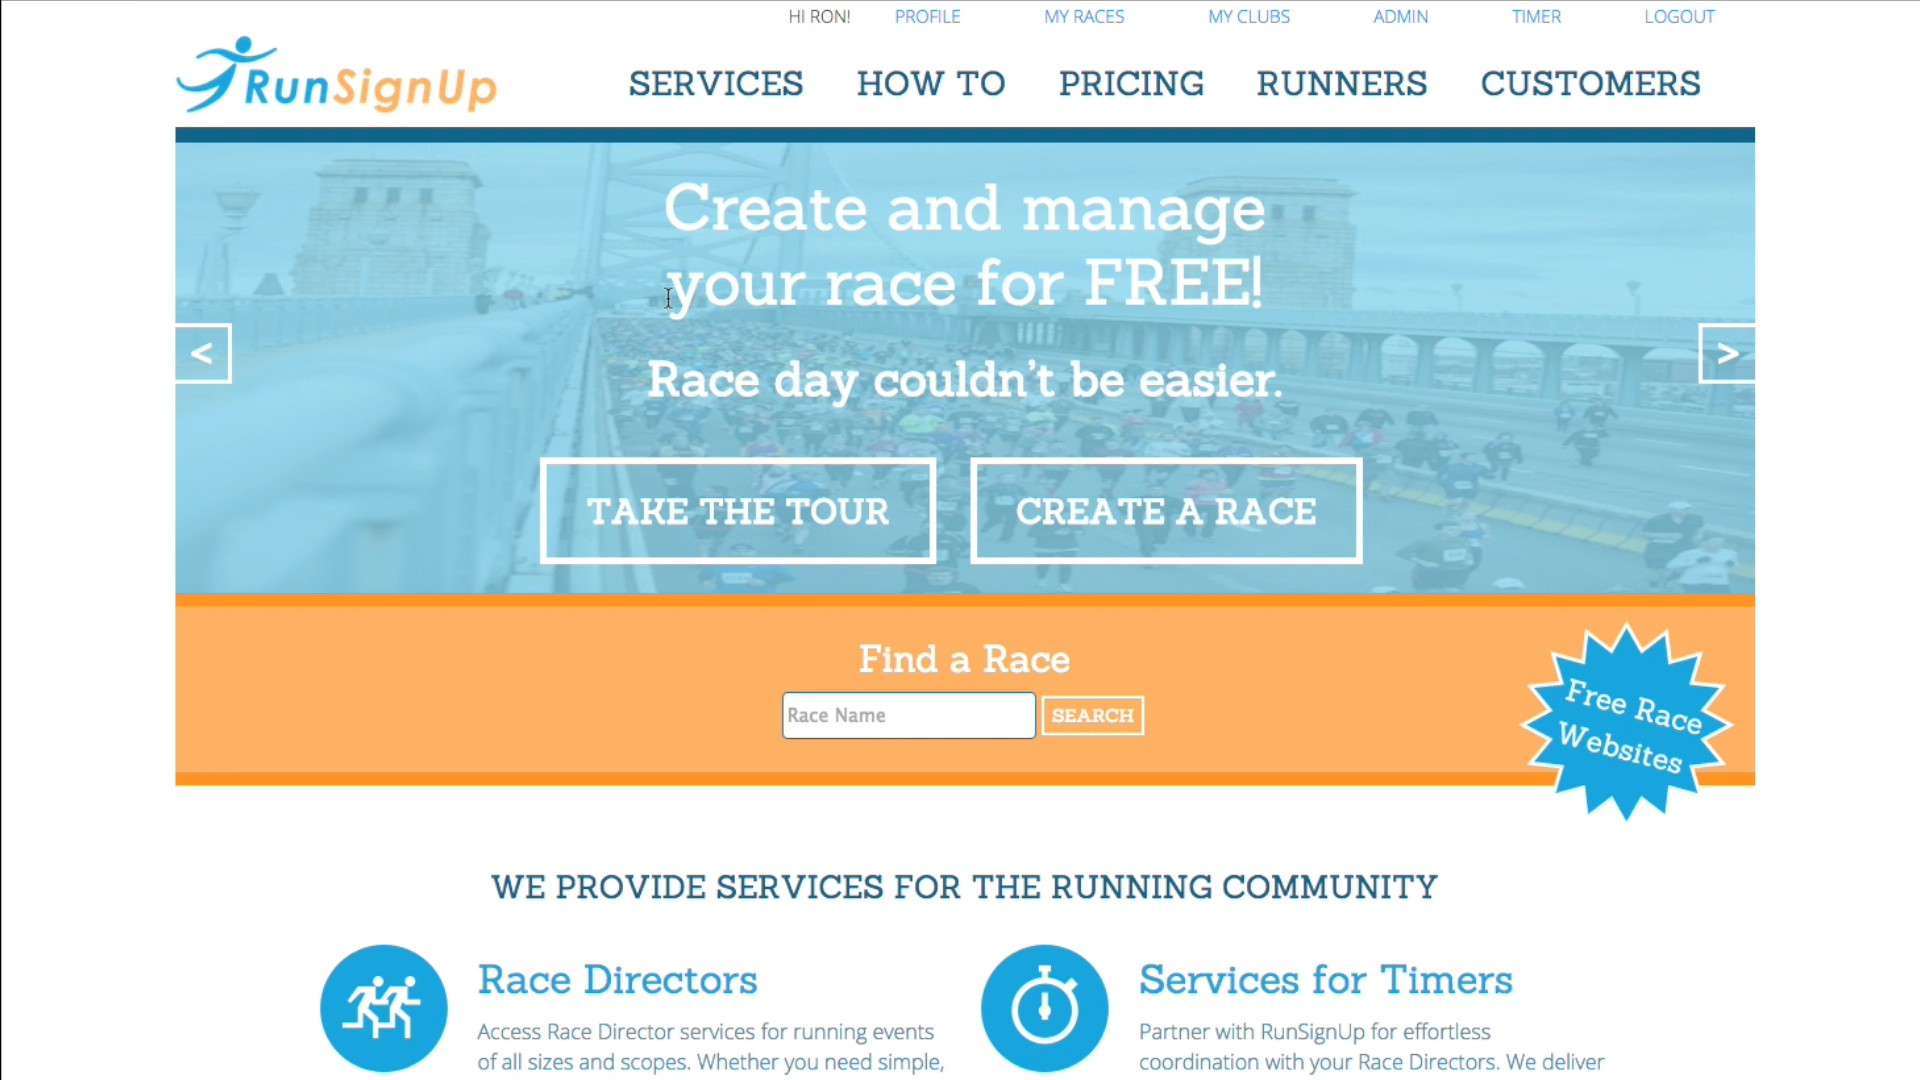 HI RON! PROFILE MY RACES MY CLUBS ADMIN TIMER LOGOUT
RunSignUp
SERVICES HOW TO PRICING RUNNERS CUSTOMERS
Create and manage
your race for FREE!
< >
Race day couldn't be easier.
TAKE THE TOUR CREATE A RACE
Find a Race
Race Name SEARCH
Free Race
Websites
WE PROVIDE SERVICES FOR THE RUNNING COMMUNITY
Race Directors
Access Race Director services for running events
of all sizes and scopes. Whether you need simple,
Services for Timers
Partner with RunSignUp for effortless
coordination with your Race Directors. We deliver